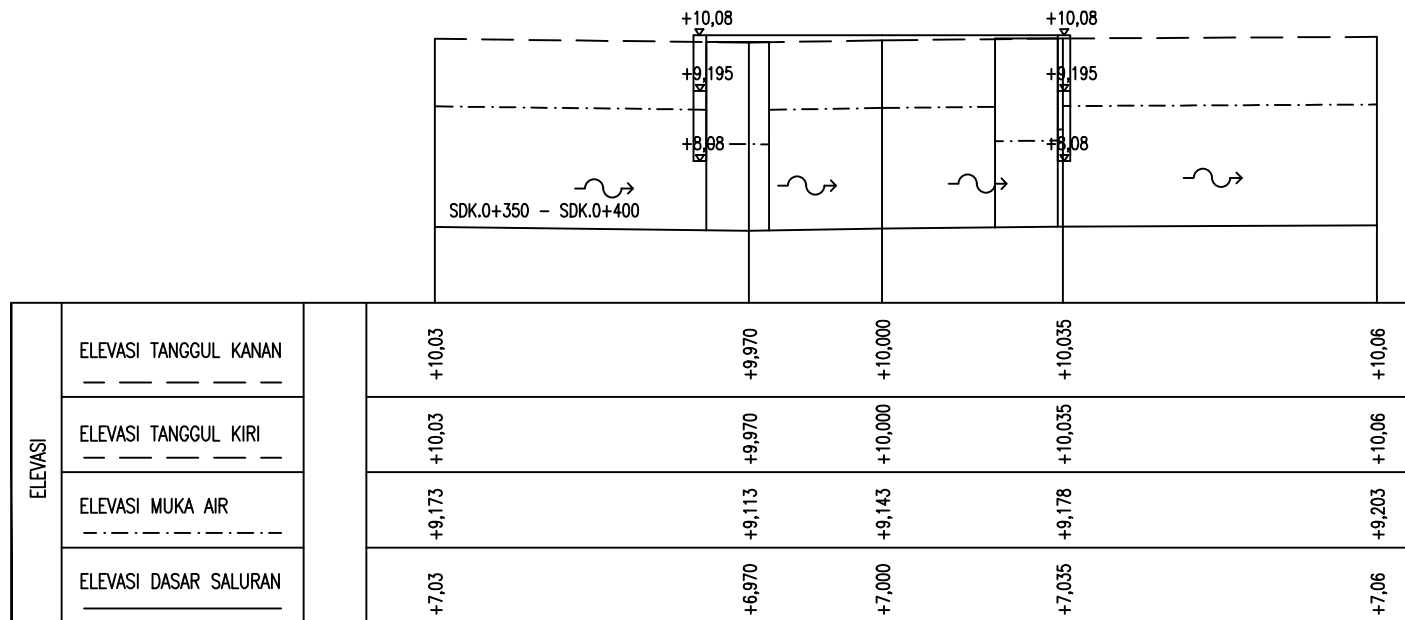 +10,08 +10,08
+9,195 +9,195
+8,08 +8,08
SDK.0+350 – SDK.0+400
ELEVASI
ELEVASI TANGGUL KANAN +10,03 +9,970 +10,000 +10,035 +10,06
ELEVASI TANGGUL KIRI +10,03 +9,970 +10,000 +10,035 +10,06
ELEVASI MUKA AIR +9,173 +9,113 +9,143 +9,178 +9,203
ELEVASI DASAR SALURAN +7,03 +6,970 +7,000 +7,035 +7,06